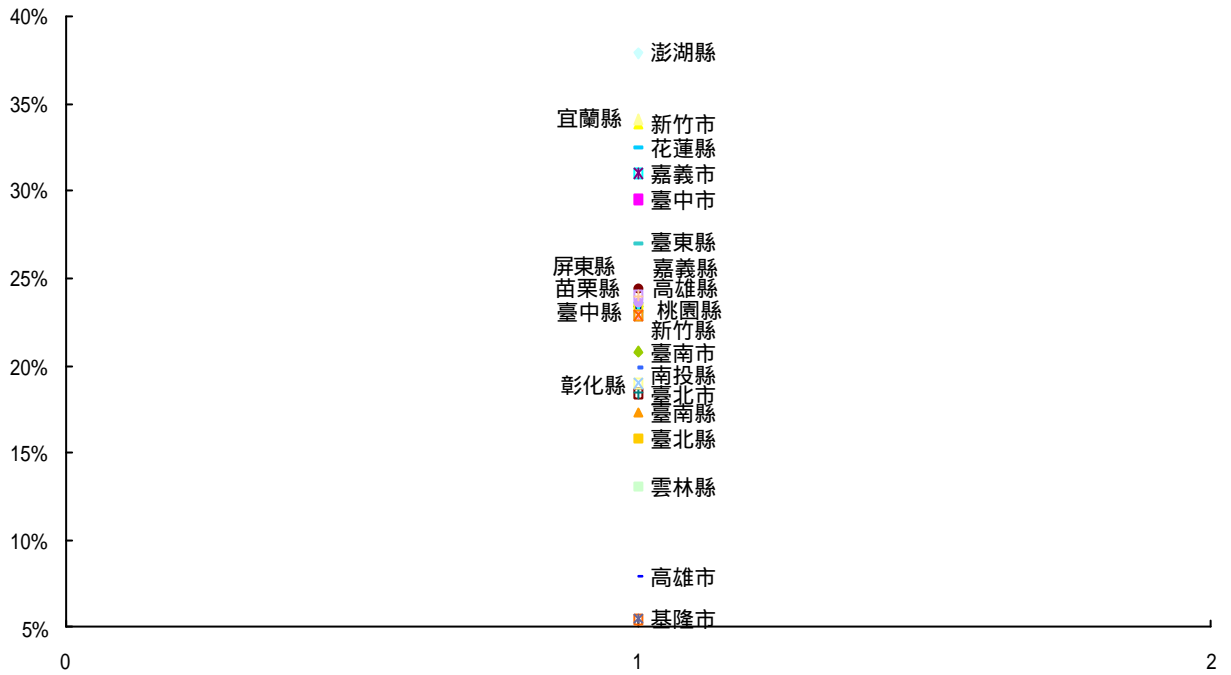 40%
澎湖縣
35%
宜蘭縣 新竹市
花蓮縣
30%
嘉義市
臺中市
臺東縣
25%
屏東縣 嘉義縣
苗栗縣 高雄縣
臺中縣 桃園縣
新竹縣
20%
臺南市
南投縣
彰化縣 臺北市
臺南縣
15%
臺北縣
雲林縣
10%
高雄市
基隆市
5%
0 1 2